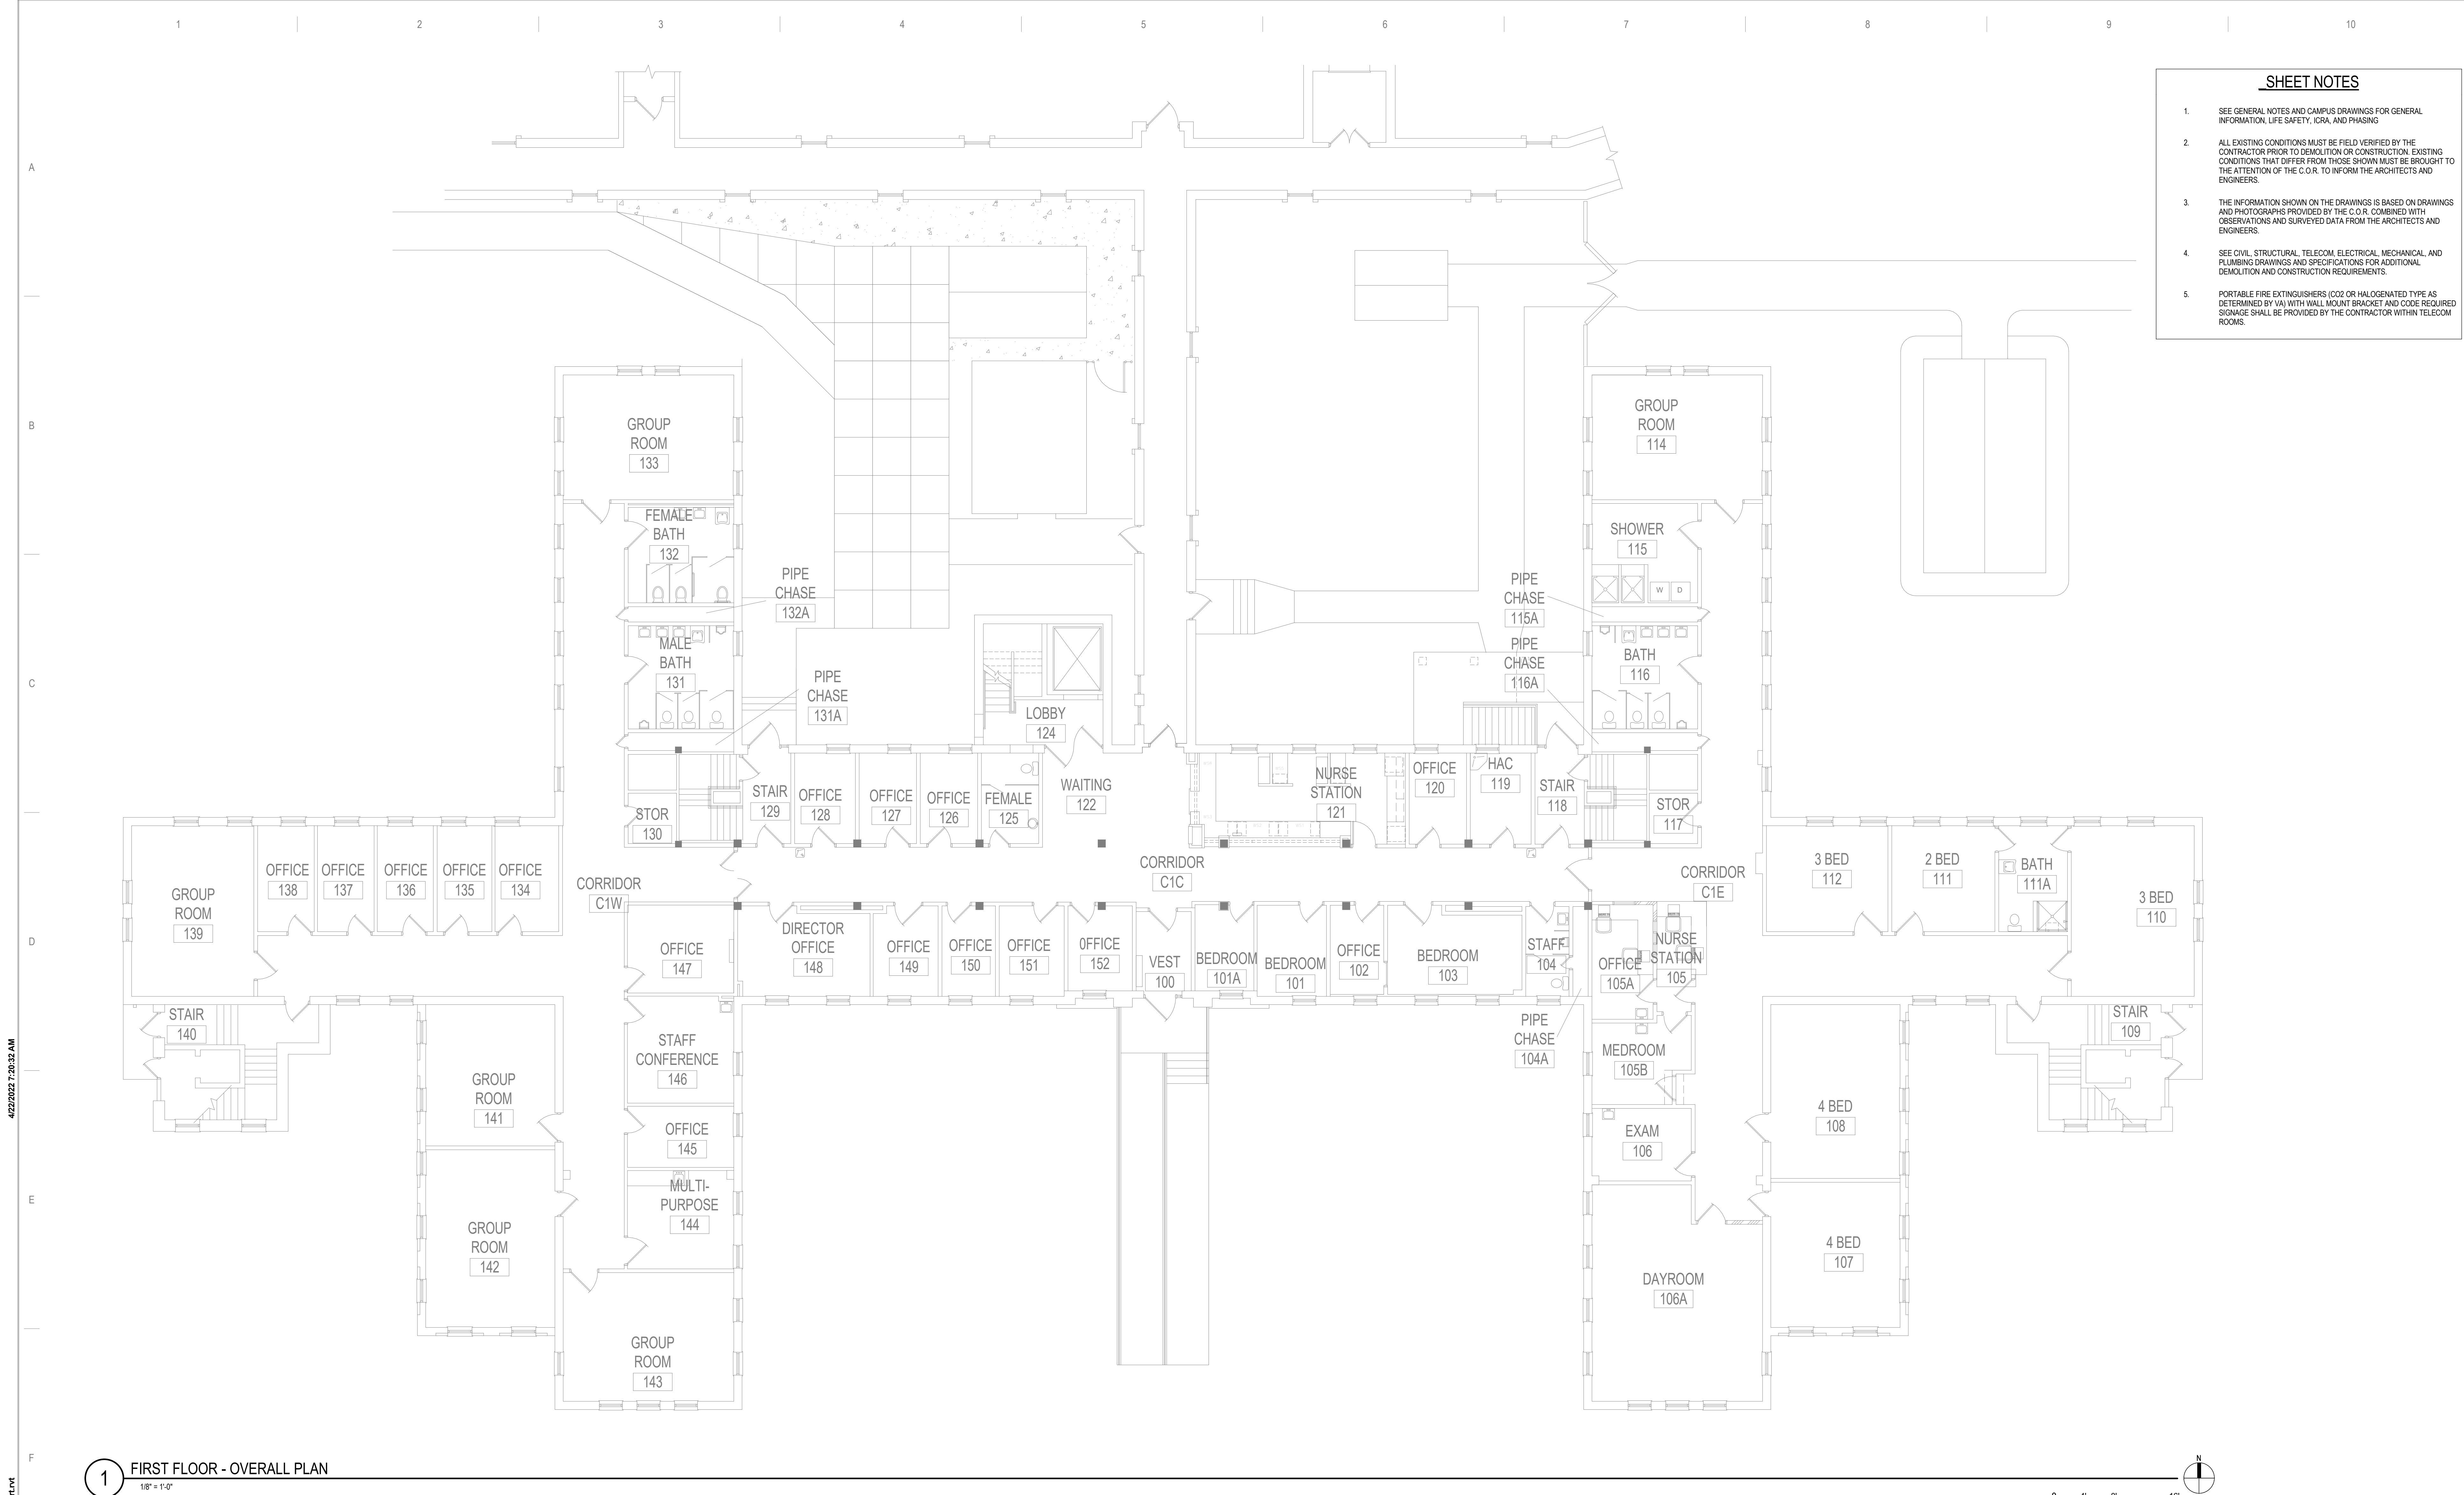 1 2 3 4 5 6 7 8 9 10
A
B
C
D
E
F
_SHEET NOTES
1. SEE GENERAL NOTES AND CAMPUS DRAWINGS FOR GENERAL
INFORMATION, LIFE SAFETY, ICRA, AND PHASING
2. ALL EXISTING CONDITIONS MUST BE FIELD VERIFIED BY THE
CONTRACTOR PRIOR TO DEMOLITION OR CONSTRUCTION. EXISTING
CONDITIONS THAT DIFFER FROM THOSE SHOWN MUST BE BROUGHT TO
THE ATTENTION OF THE C.O.R. TO INFORM THE ARCHITECTS AND
ENGINEERS.
3. THE INFORMATION SHOWN ON THE DRAWINGS IS BASED ON DRAWINGS
AND PHOTOGRAPHS PROVIDED BY THE C.O.R. COMBINED WITH
OBSERVATIONS AND SURVEYED DATA FROM THE ARCHITECTS AND
ENGINEERS.
4. SEE CIVIL, STRUCTURAL, TELECOM, ELECTRICAL, MECHANICAL, AND
PLUMBING DRAWINGS AND SPECIFICATIONS FOR ADDITIONAL
DEMOLITION AND CONSTRUCTION REQUIREMENTS.
5. PORTABLE FIRE EXTINGUISHERS (CO2 OR HALOGENATED TYPE AS
DETERMINED BY VA) WITH WALL MOUNT BRACKET AND CODE REQUIRED
SIGNAGE SHALL BE PROVIDED BY THE CONTRACTOR WITHIN TELECOM
ROOMS.
GROUP
ROOM
133
GROUP
ROOM
114
FEMALE
BATH
132
SHOWER
115
W D
PIPE
CHASE
132A
PIPE
CHASE
115A
MALE
BATH
131
PIPE
CHASE
116A
BATH
116
PIPE
CHASE
131A
LOBBY
124
STOR
130
STAIR
129
OFFICE
128
OFFICE
127
OFFICE
126
FEMALE
125
WAITING
122
NURSE
STATION
121
OFFICE
120
HAC
119
STAIR
118
STOR
117
GROUP
ROOM
139
OFFICE
138
OFFICE
137
OFFICE
136
OFFICE
135
OFFICE
134
CORRIDOR
C1W
CORRIDOR
C1C
CORRIDOR
C1E
3 BED
112
2 BED
111
BATH
111A
3 BED
110
OFFICE
147
DIRECTOR
OFFICE
148
OFFICE
149
OFFICE
150
OFFICE
151
0FFICE
152
VEST
100
BEDROOM
101A
BEDROOM
101
OFFICE
102
BEDROOM
103
STAFF
104
OFFICE
105A
NURSE
STATION
105
STAIR
140
STAFF
CONFERENCE
146
PIPE
CHASE
104A
MEDROOM
105B
STAIR
109
GROUP
ROOM
141
OFFICE
145
EXAM
106
4 BED
108
MULTI-
PURPOSE
144
GROUP
ROOM
142
4 BED
107
DAYROOM
106A
GROUP
ROOM
143
4/22/2022 7:20:32 AM
rt.rvt
1 FIRST FLOOR - OVERALL PLAN
1/8" = 1'-0"
N